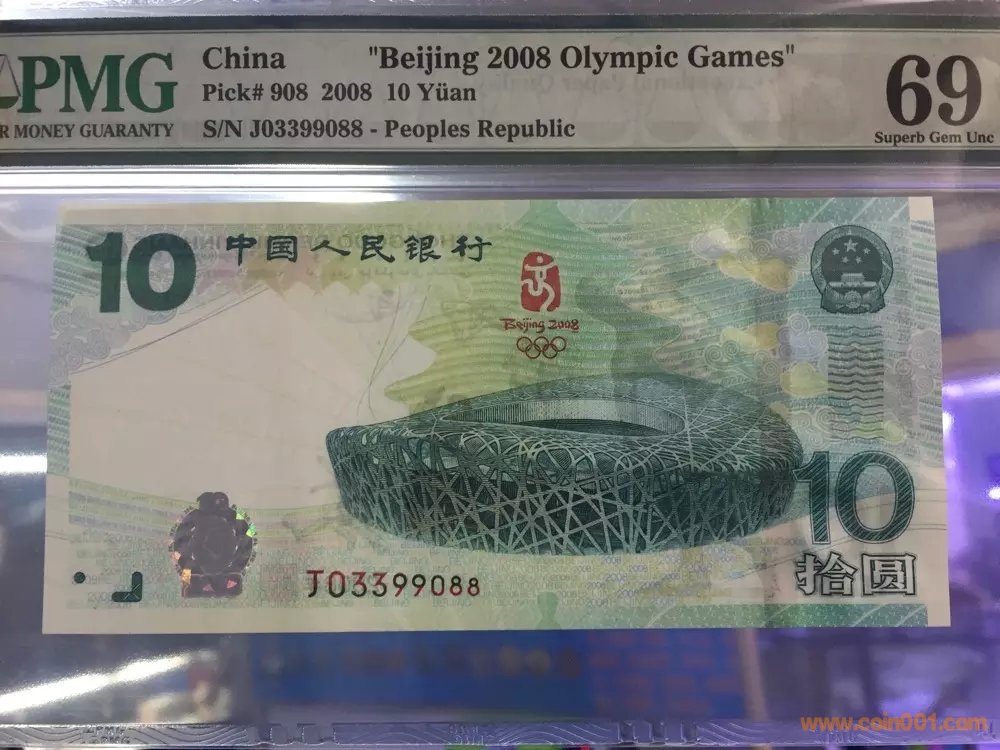 PMG
R MONEY GUARANTY
China "Beijing 2008 Olympic Games"
Pick# 908 2008 10 Yüan
S/N J03399088 - Peoples Republic
69
Superb Gem Unc
10 中国人民银行
Beijing 2008
10
拾圆
J03399088
www.coin001.com